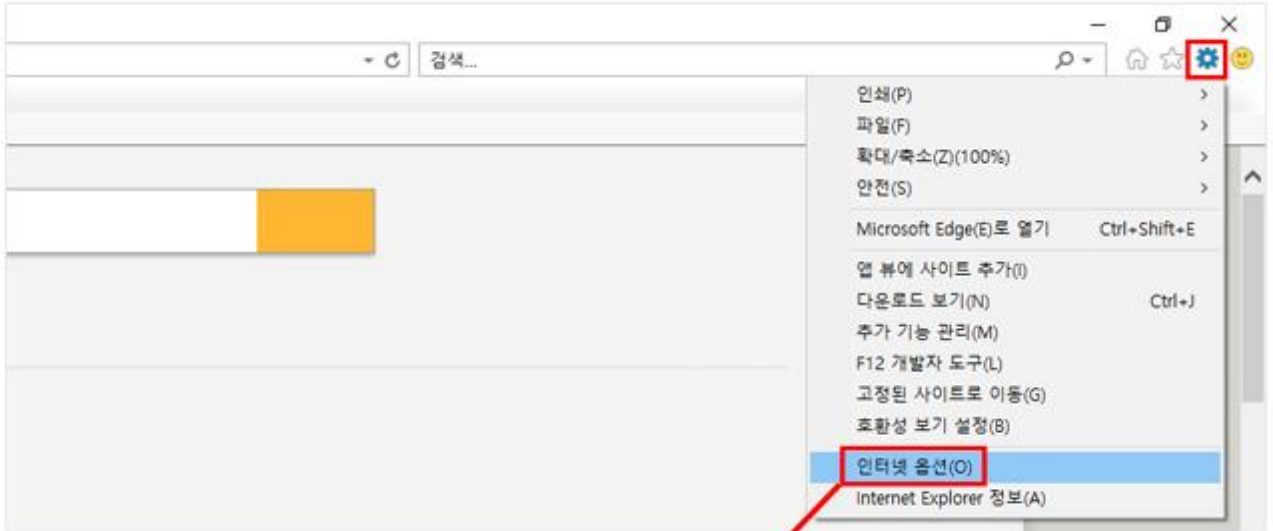 검색...
인쇄(P)
파일(F)
확대/축소(Z)(100%)
안전(S)
Microsoft Edge(E)로 열기 Ctrl+Shift+E
앱 뷰에 사이트 추가(I)
다운로드 보기(N) Ctrl+J
추가 기능 관리(M)
F12 개발자 도구(L)
고정된 사이트로 이동(G)
호환성 보기 설정(B)
인터넷 옵션(O)
Internet Explorer 정보(A)